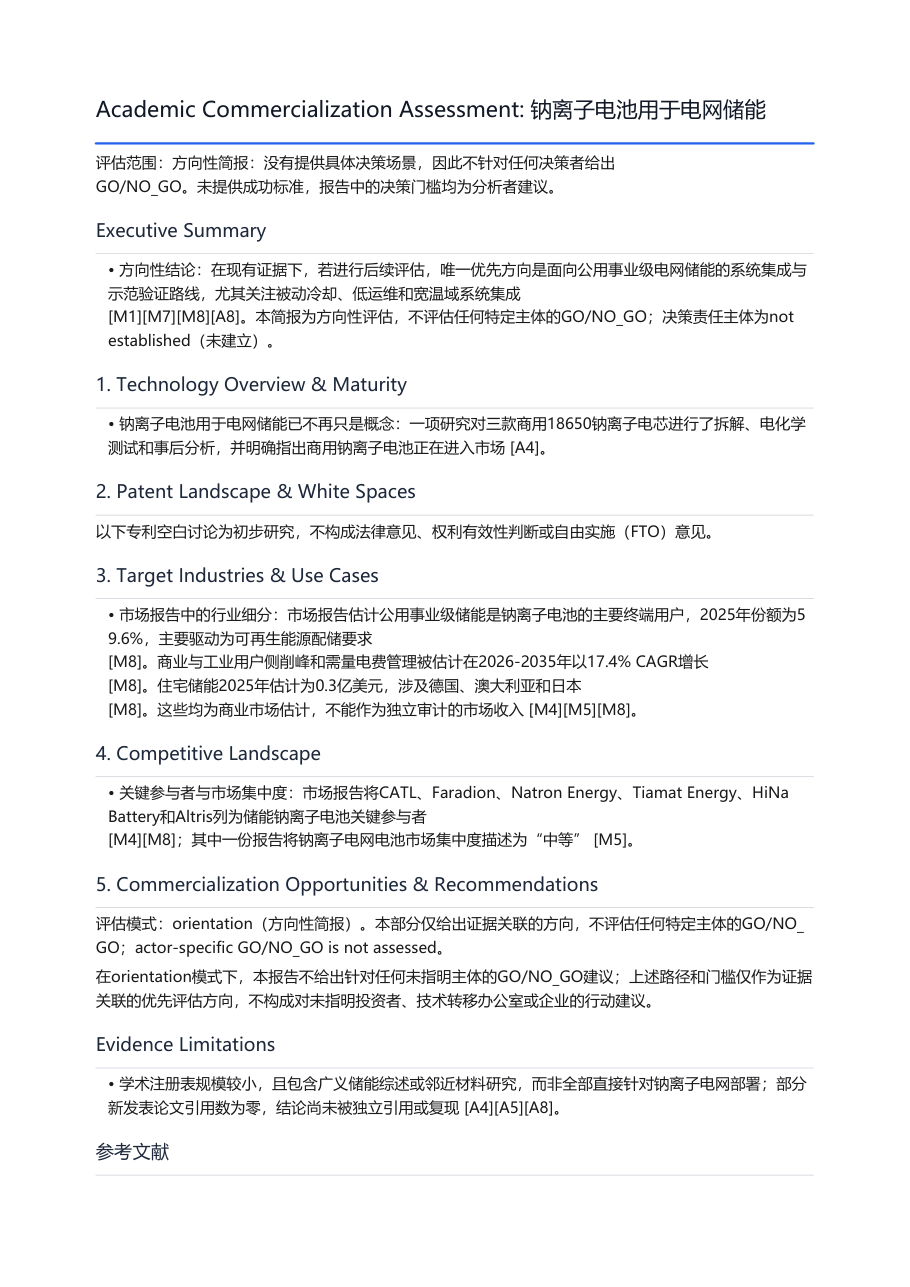 Academic Commercialization Assessment: 钠离子电池用于电网储能
评估范围：方向性简报：没有提供具体决策场景，因此不针对任何决策者给出
GO/NO_GO。未提供成功标准，报告中的决策门槛均为分析者建议。
Executive Summary
• 方向性结论：在现有证据下，若进行后续评估，唯一优先方向是面向公用事业级电网储能的系统集成与
示范验证路线，尤其关注被动冷却、低运维和宽温域系统集成
[M1][M7][M8][A8]。本简报为方向性评估，不评估任何特定主体的GO/NO_GO；决策责任主体为not
established（未建立）。
1. Technology Overview & Maturity
• 钠离子电池用于电网储能已不再只是概念：一项研究对三款商用18650钠离子电芯进行了拆解、电化学
测试和事后分析，并明确指出商用钠离子电池正在进入市场 [A4]。
2. Patent Landscape & White Spaces
以下专利空白讨论为初步研究，不构成法律意见、权利有效性判断或自由实施（FTO）意见。
3. Target Industries & Use Cases
• 市场报告中的行业细分：市场报告估计公用事业级储能是钠离子电池的主要终端用户，2025年份额为5
9.6%，主要驱动为可再生能源配储要求
[M8]。商业与工业用户侧削峰和需量电费管理被估计在2026-2035年以17.4% CAGR增长
[M8]。住宅储能2025年估计为0.3亿美元，涉及德国、澳大利亚和日本
[M8]。这些均为商业市场估计，不能作为独立审计的市场收入 [M4][M5][M8]。
4. Competitive Landscape
• 关键参与者与市场集中度：市场报告将CATL、Faradion、Natron Energy、Tiamat Energy、HiNa
Battery和Altris列为储能钠离子电池关键参与者
[M4][M8]；其中一份报告将钠离子电网电池市场集中度描述为“中等” [M5]。
5. Commercialization Opportunities & Recommendations
评估模式：orientation（方向性简报）。本部分仅给出证据关联的方向，不评估任何特定主体的GO/NO_
GO；actor-specific GO/NO_GO is not assessed。
在orientation模式下，本报告不给出针对任何未指明主体的GO/NO_GO建议；上述路径和门槛仅作为证据
关联的优先评估方向，不构成对未指明投资者、技术转移办公室或企业的行动建议。
Evidence Limitations
• 学术注册表规模较小，且包含广义储能综述或邻近材料研究，而非全部直接针对钠离子电网部署；部分
新发表论文引用数为零，结论尚未被独立引用或复现 [A4][A5][A8]。
参考文献